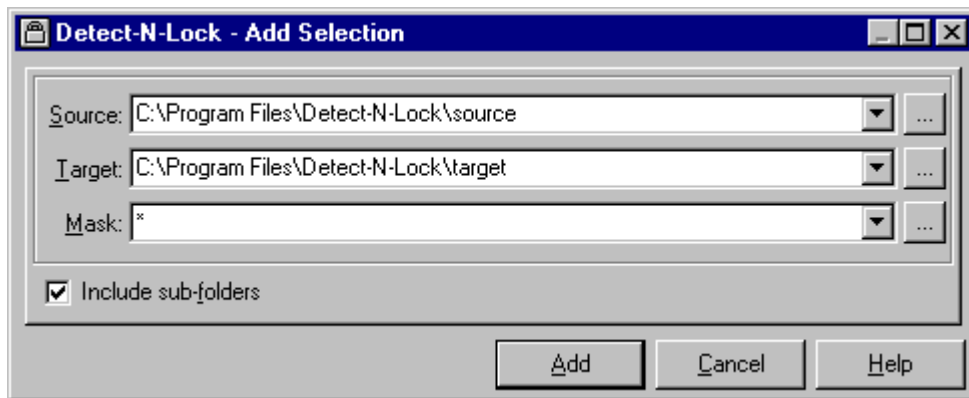 Detect-N-Lock - Add Selection
Source: C:\Program Files\Detect-N-Lock\source ...
Target: C:\Program Files\Detect-N-Lock\target ...
Mask: * ...
Include sub-folders
Add Cancel Help